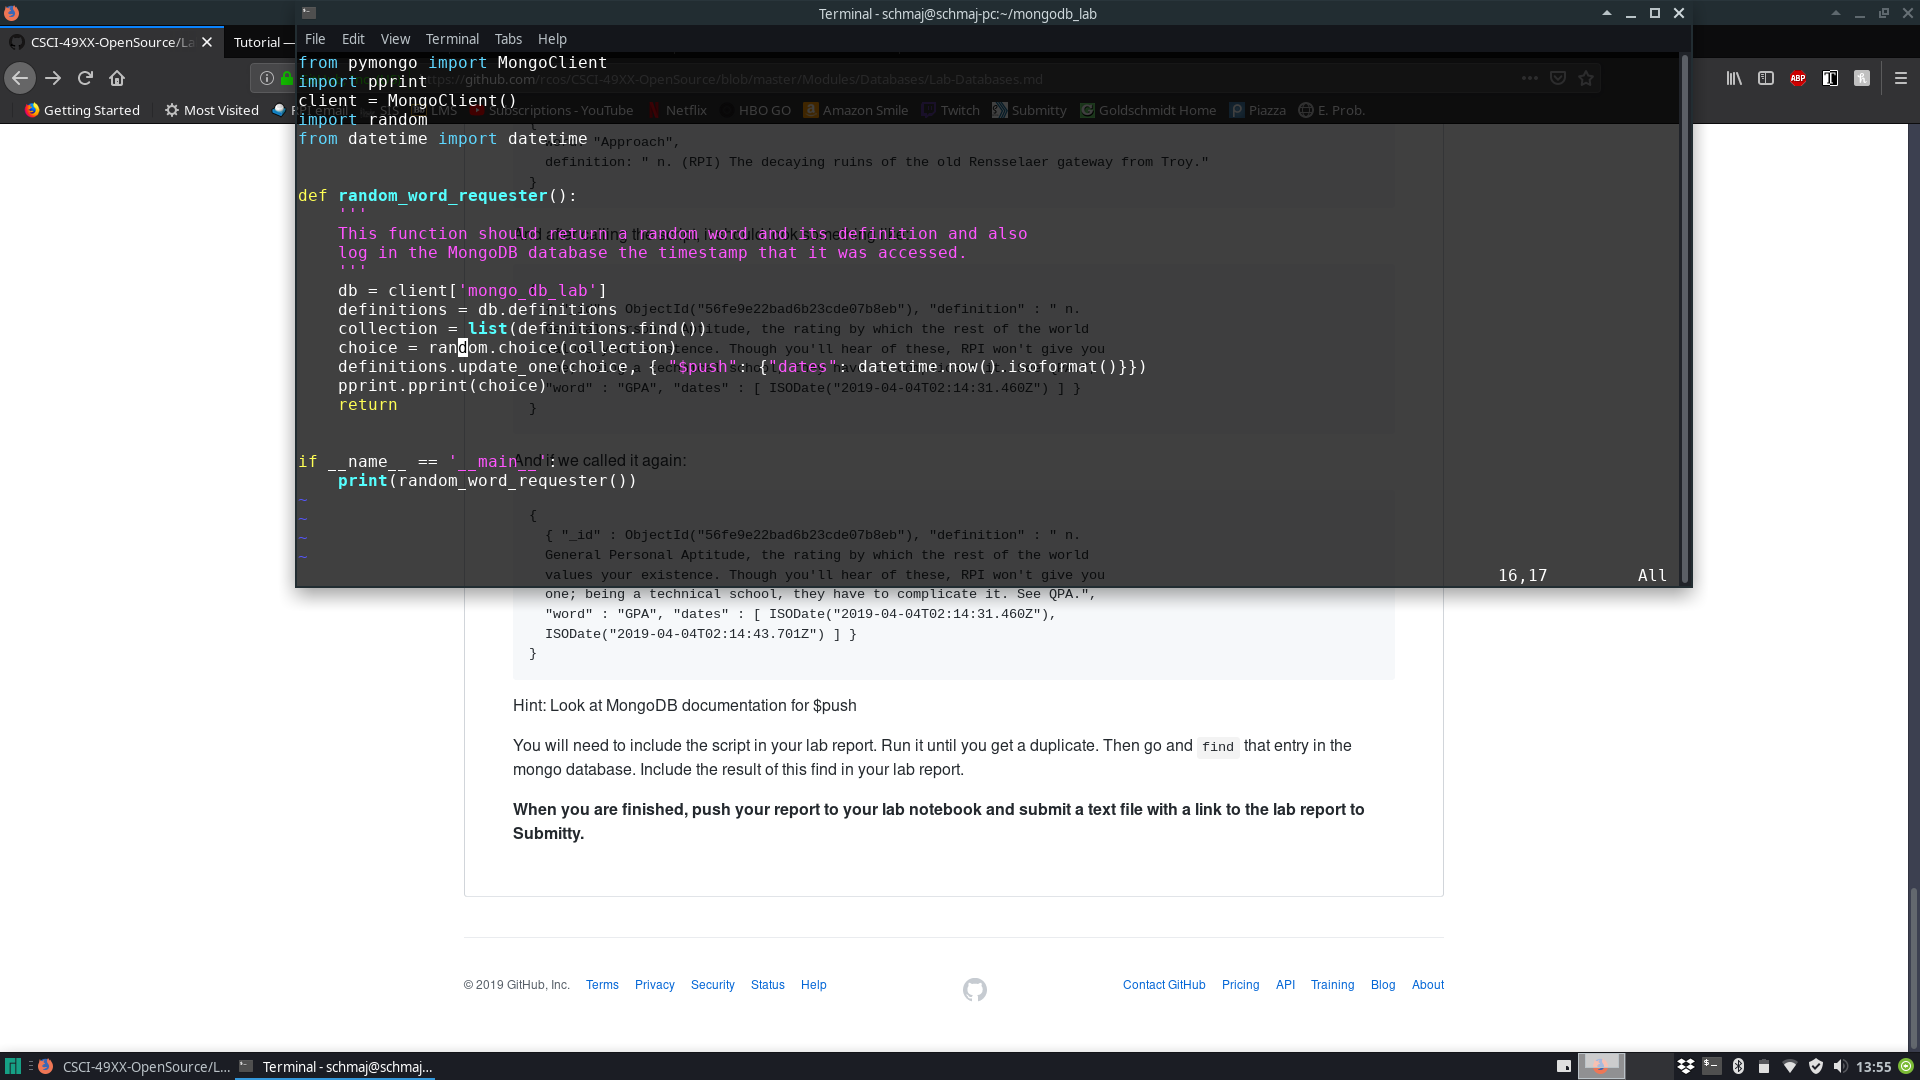 Terminal - schmaj@schmaj-pc:~/mongodb_lab
CSCI-49XX-OpenSource/La
Tutorial —
File Edit View Terminal Tabs Help
https://github.com/rcos/CSCI-49XX-OpenSource/blob/master/Modules/Databases/Lab-Databases.md
Getting Started Most Visited RPI email SIS LMS Subscriptions - YouTube Netflix HBO GO Amazon Smile Twitch Submitty Goldschmidt Home Piazza E. Prob.
from pymongo import MongoClient
import pprint
client = MongoClient()
import random
from datetime import datetime
def random_word_requester():
'''
This function should return a random word and its definition and also
log in the MongoDB database the timestamp that it was accessed.
'''
db = client['mongo_db_lab']
definitions = db.definitions
collection = list(definitions.find())
choice = random.choice(collection)
definitions.update_one(choice, { "$push": {"dates": datetime.now().isoformat()}})
pprint.pprint(choice)
return
if __name__ == '__main__':
print(random_word_requester())
~
~
~
~
16,17 All
{
word: "Approach",
definition: " n. (RPI) The decaying ruins of the old Rensselaer gateway from Troy."
}
ObjectId("56fe9e22bad6b23cde07b8eb"), "definition" : " n.
Aptitude, the rating by which the rest of the world
existence. Though you'll hear of these, RPI won't give you
"word" : "GPA", "dates" : [ ISODate("2019-04-04T02:14:31.460Z") ] }
}
And if we called it again:
{
{ "_id" : ObjectId("56fe9e22bad6b23cde07b8eb"), "definition" : " n.
General Personal Aptitude, the rating by which the rest of the world
values your existence. Though you'll hear of these, RPI won't give you
one; being a technical school, they have to complicate it. See QPA.",
"word" : "GPA", "dates" : [ ISODate("2019-04-04T02:14:31.460Z"),
ISODate("2019-04-04T02:14:43.701Z") ] }
}
Hint: Look at MongoDB documentation for $push
You will need to include the script in your lab report. Run it until you get a duplicate. Then go and find that entry in the
mongo database. Include the result of this find in your lab report.
When you are finished, push your report to your lab notebook and submit a text file with a link to the lab report to
Submitty.
© 2019 GitHub, Inc. Terms Privacy Security Status Help Contact GitHub Pricing API Training Blog About
CSCI-49XX-OpenSource/L... Terminal - schmaj@schmaj... 13:55